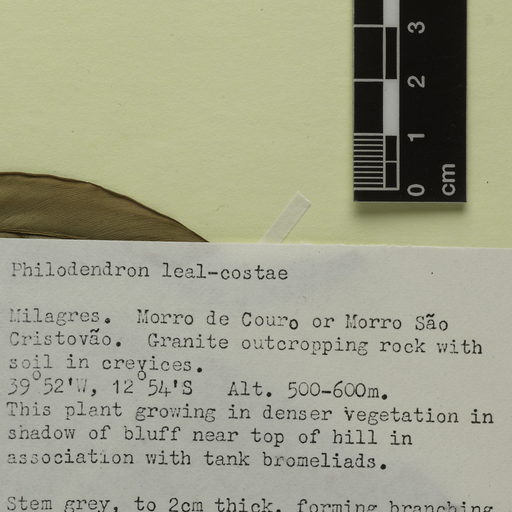 3
2
1
0 cm
Philodendron leal-costae
Milagres. Morro de Couro or Morro São
Cristovão. Granite outcropping rock with
soil in crevices.
39°52'W, 12°54'S Alt. 500-600m.
This plant growing in denser vegetation in
shadow of bluff near top of hill in
association with tank bromeliads.
Stem grey, to 2cm thick, forming branching